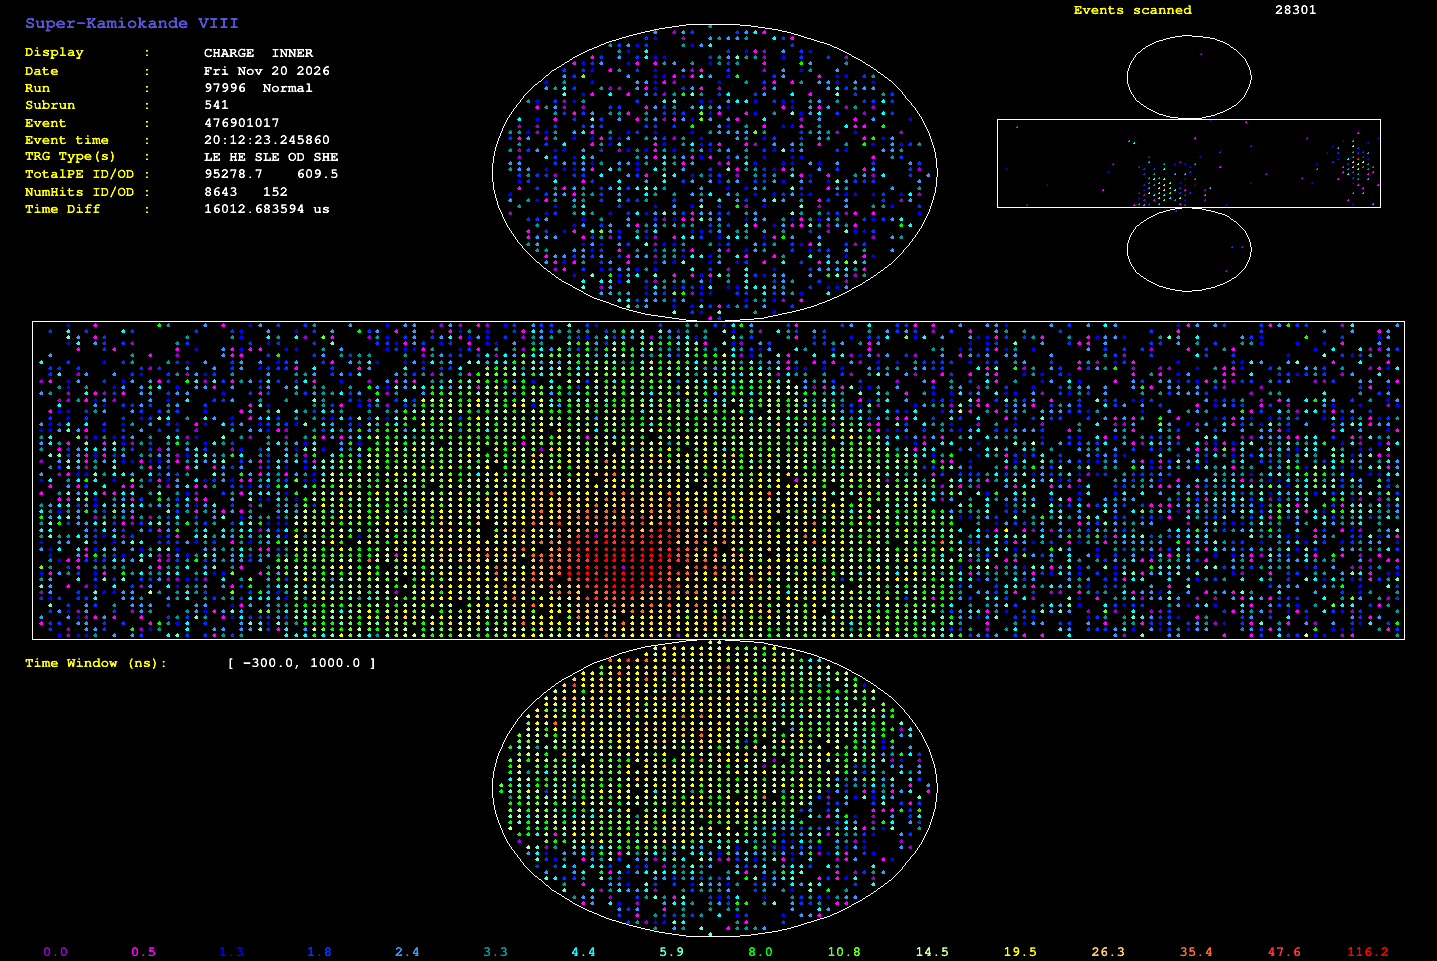 Super-Kamiokande VIII
Events scanned 28301
Display : CHARGE INNER
Date : Fri Nov 20 2026
Run : 97996 Normal
Subrun : 541
Event : 476901017
Event time : 20:12:23.245860
TRG Type(s) : LE HE SLE OD SHE
TotalPE ID/OD : 95278.7 609.5
NumHits ID/OD : 8643 152
Time Diff : 16012.683594 us
Time Window (ns): [ -300.0, 1000.0 ]
0.0 0.5 1.3 1.8 2.4 3.3 4.4 5.9 8.0 10.8 14.5 19.5 26.3 35.4 47.6 116.2